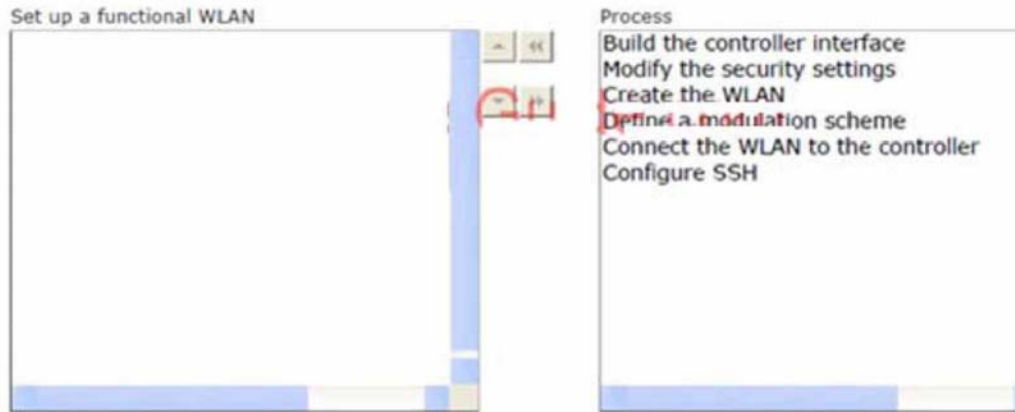 Set up a functional WLAN
Process
Build the controller interface
Modify the security settings
Create the WLAN
Define a modulation scheme
Connect the WLAN to the controller
Configure SSH